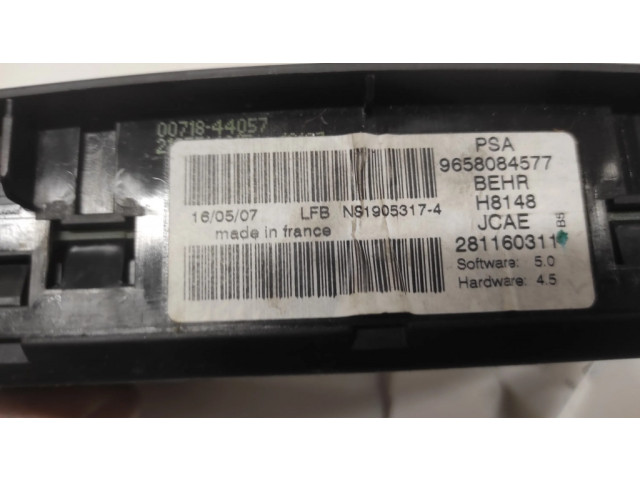 00718-44057
PSA
9658084577
BEHR
H8148
JCAE
281160311
BS
Software: 5.0
Hardware: 4.5
16/05/07 LFB NS1905317-4
made in france